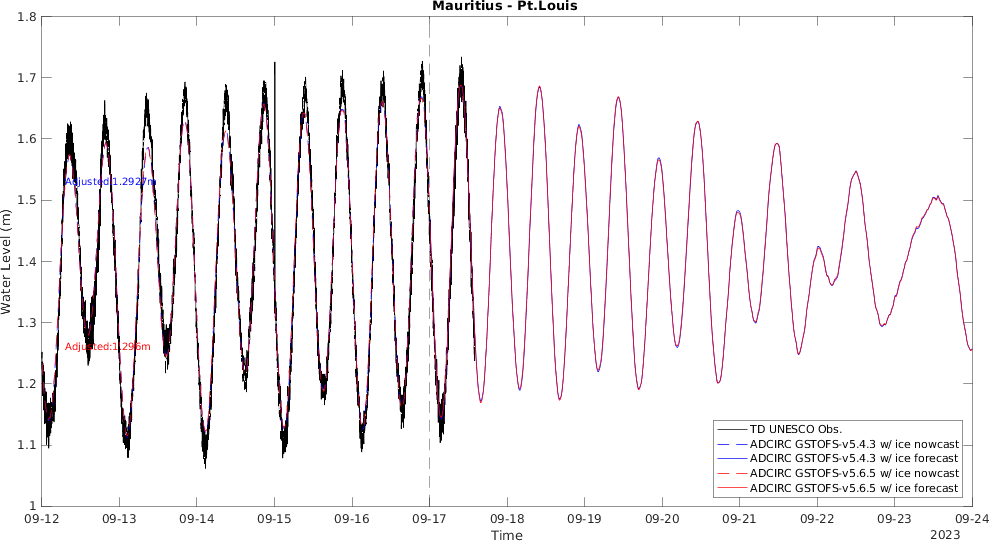 Mauritius - Pt.Louis
1.8
1.7
1.6
1.5
1.4
1.3
1.2
1.1
1
Water Level (m)
Adjusted:1.2927m
Adjusted:1.296m
TD UNESCO Obs.
ADCIRC GSTOFS-v5.4.3 w/ ice nowcast
ADCIRC GSTOFS-v5.4.3 w/ ice forecast
ADCIRC GSTOFS-v5.6.5 w/ ice nowcast
ADCIRC GSTOFS-v5.6.5 w/ ice forecast
09-12 09-13 09-14 09-15 09-16 09-17 09-18 09-19 09-20 09-21 09-22 09-23 09-24
Time
2023